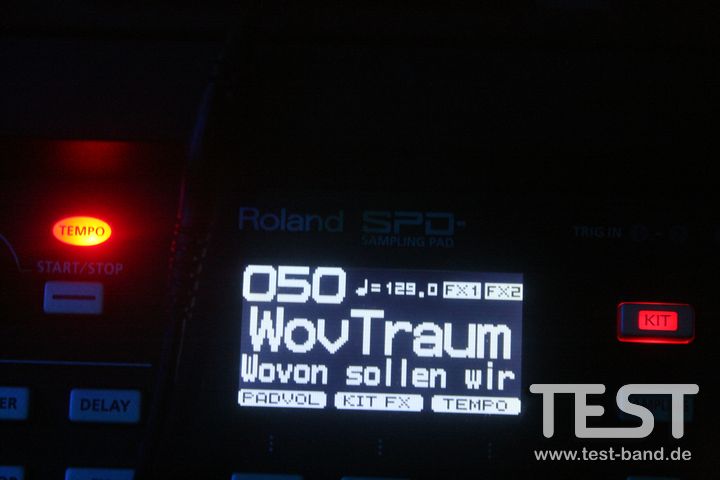 Roland SPD-
SAMPLING PAD
TRIG IN
TEMPO
START/STOP
050 ♩=129.0 FX1 FX2
KIT
WovTraum
Wovon sollen wir
PADVOL KIT FX TEMPO
DELAY
TEST
www.test-band.de